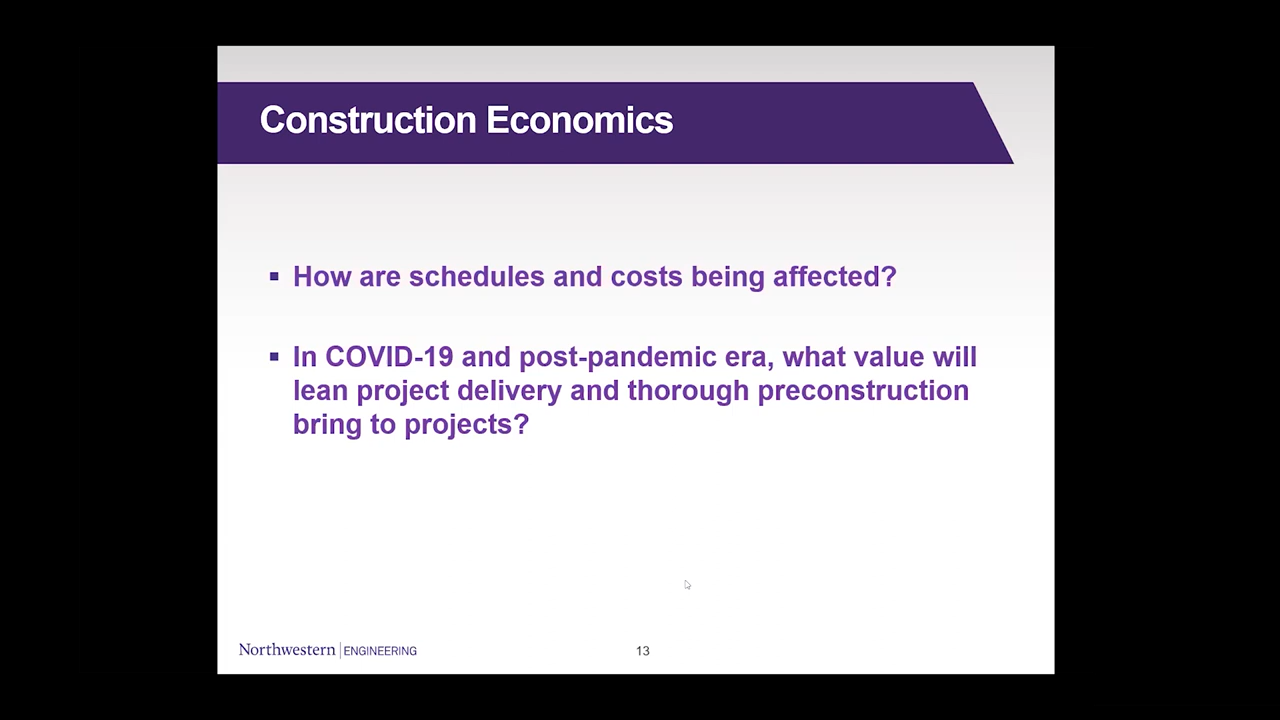 Construction Economics
▪ How are schedules and costs being affected?
▪ In COVID-19 and post-pandemic era, what value will
lean project delivery and thorough preconstruction
bring to projects?
Northwestern | ENGINEERING
13